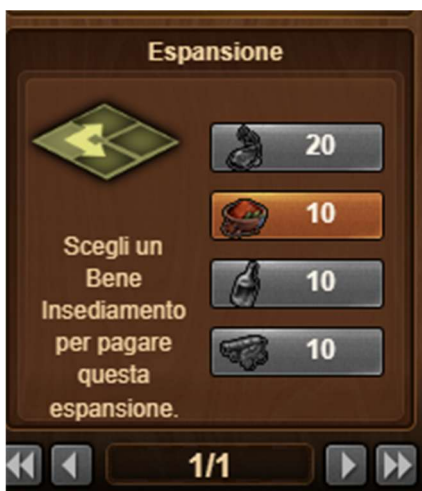 Espansione
20
10
Scegli un
Bene
Insediamento
per pagare
questa
espansione.
10
10
1/1